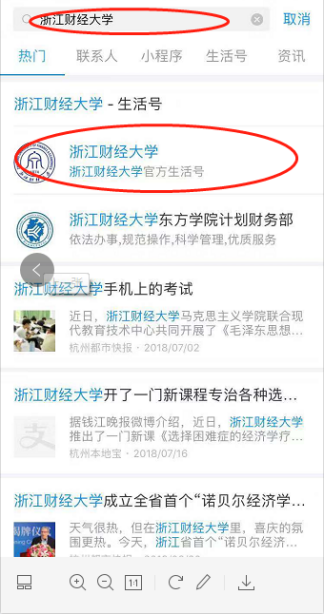 浙江财经大学
取消
热门
联系人
小程序
生活号
资讯
浙江财经大学 - 生活号
浙江财经大学
浙江财经大学官方生活号
浙江财经大学东方学院计划财务部
依法办事,规范操作,科学管理,优质服务
浙江财经大学手机上的考试
近日，浙江财经大学马克思主义学院联合现
代教育技术中心共同开展了《毛泽东思想...
杭州都市快报 · 2018/07/02
浙江财经大学开了一门新课程专治各种选...
据钱江晚报微博介绍，近日，浙江财经大学
推出了一门新课《选择困难症的经济学疗...
杭州本地宝 · 2018/07/16
浙江财经大学成立全省首个“诺贝尔经济学...
天气很热，但在浙江财经大学里，喜庆的氛
围更热。今天，浙江省首个“诺贝尔经济学...
1:1